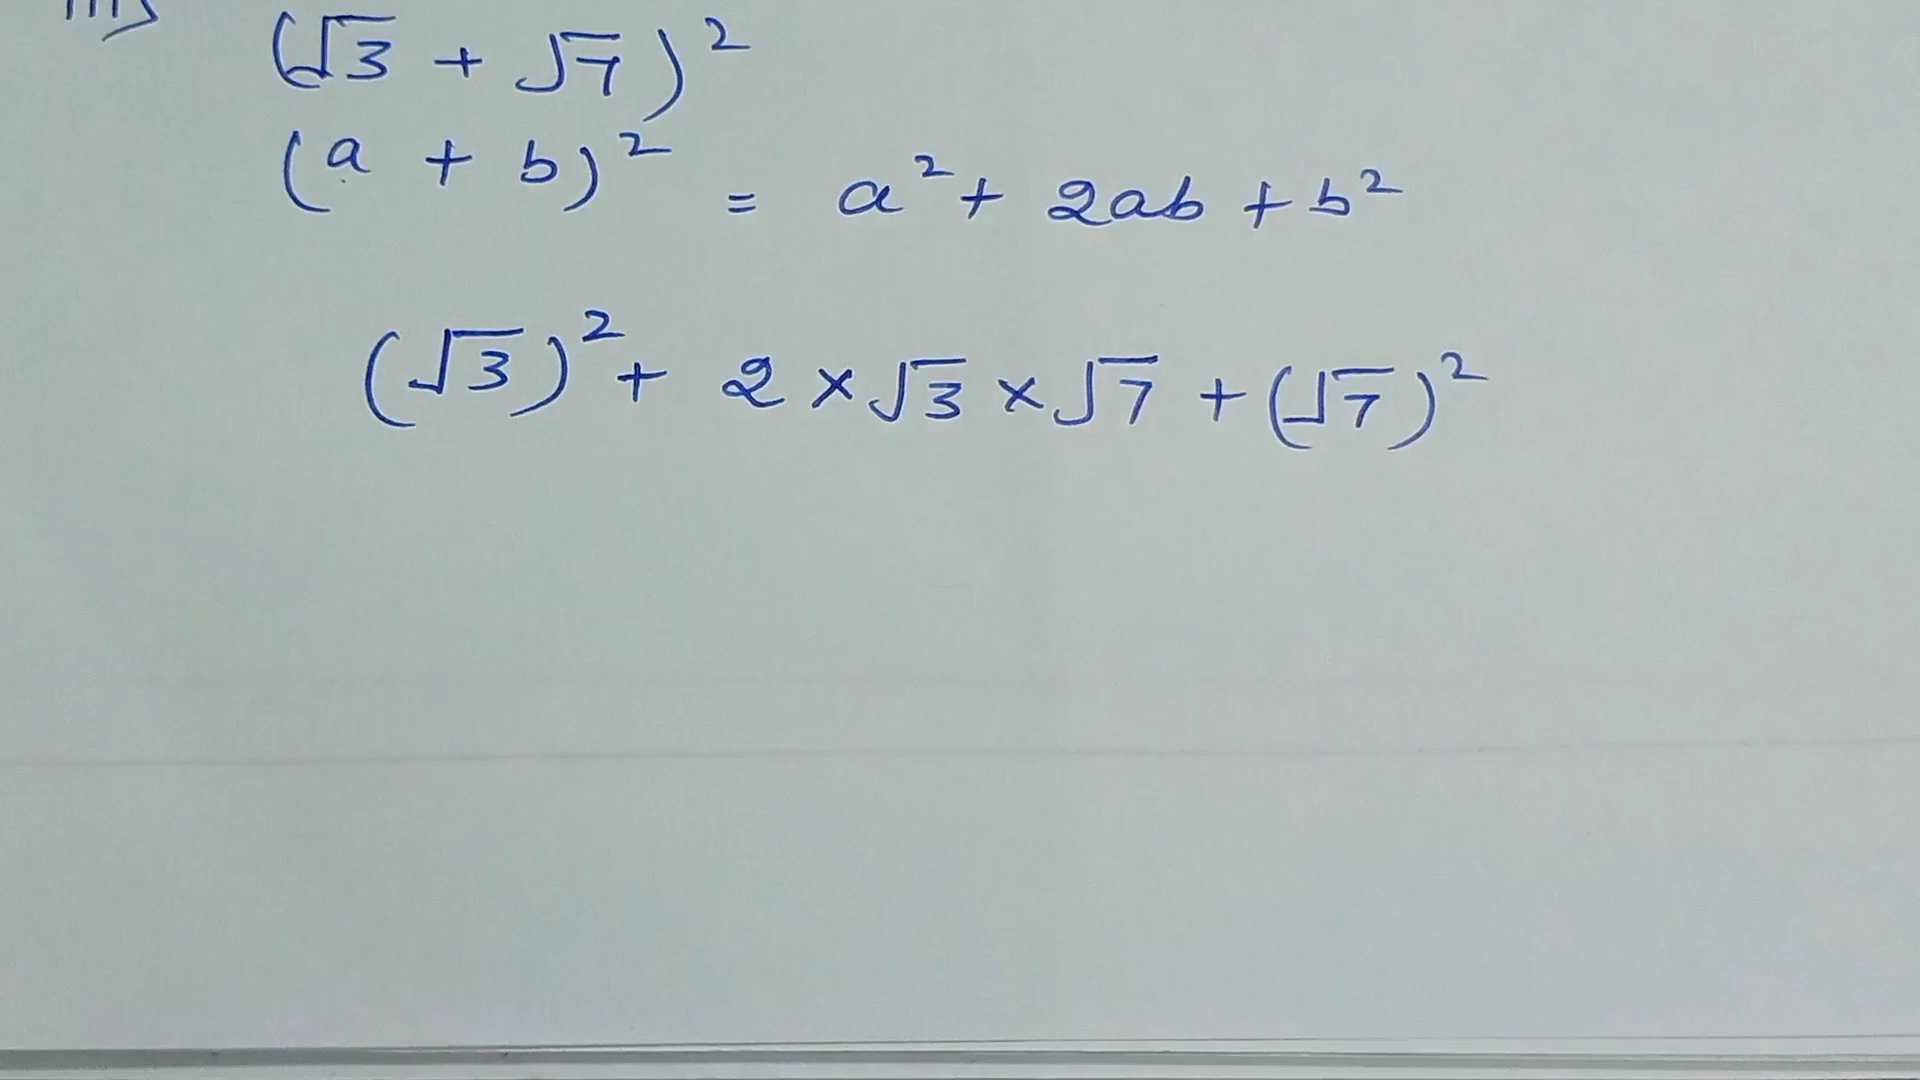 (√3 + √7)²
(a + b)² = a² + 2ab + b²
(√3)² + 2 × √3 × √7 + (√7)²